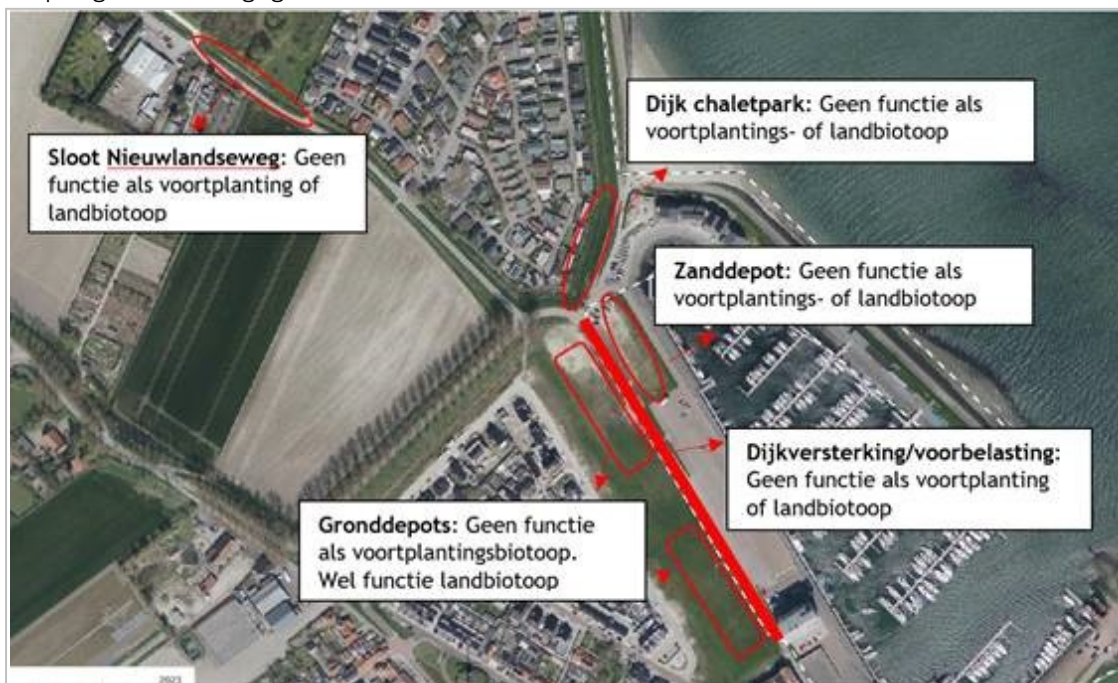 Dijk chaletpark: Geen functie als
voortplantings- of landbiotoop
Sloot Nieuwlandseweg: Geen
functie als voortplanting of
landbiotoop
Zanddepot: Geen functie als
voortplantings- of landbiotoop
Dijkversterking/voorbelasting:
Geen functie als voortplanting
of landbiotoop
Gronddepots: Geen functie
als voortplantingsbiotoop.
Wel functie landbiotoop
2023